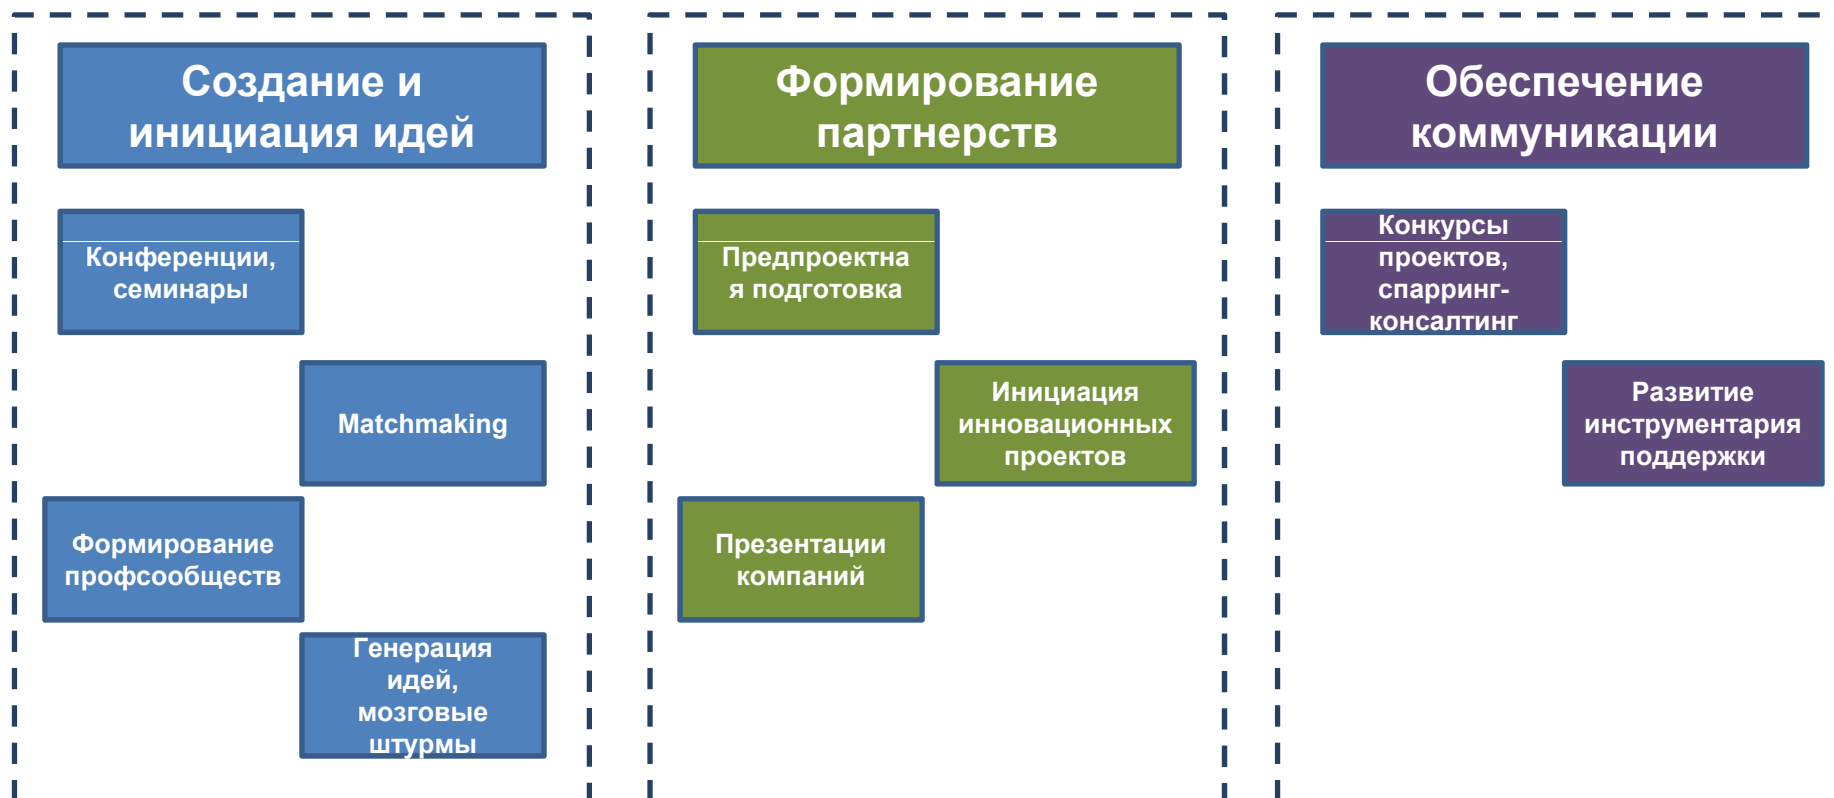 Создание и
инициация идей
Конференции,
семинары
Matchmaking
Формирование
профсообществ
Генерация
идей,
мозговые
штурмы
Формирование
партнерств
Предпроектна
я подготовка
Инициация
инновационных
проектов
Презентации
компаний
Обеспечение
коммуникации
Конкурсы
проектов,
спарринг-
консалтинг
Развитие
инструментария
поддержки